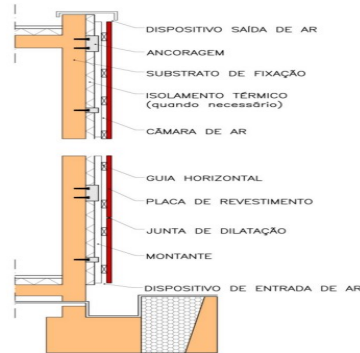 DISPOSITIVO SAÍDA DE AR
ANCORAGEM
SUBSTRATO DE FIXAÇÃO
ISOLAMENTO TÉRMICO
(quando necessário)
CÂMARA DE AR
GUIA HORIZONTAL
PLACA DE REVESTIMENTO
JUNTA DE DILATAÇÃO
MONTANTE
DISPOSITIVO DE ENTRADA DE AR